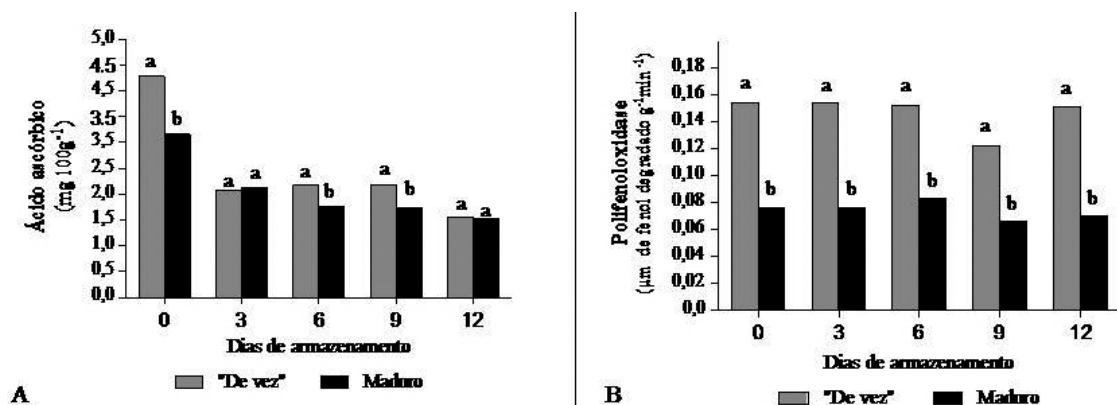 5,0
4.5
4.5
3.5
3.5
2.5
2,0
1.5
1,0
0,5
0,0
Ácido ascórbico
(mg 100g⁻¹)
a
b
a
a
a
b
a
b
a
a
0 3 6 9 12
Dias de armazenamento
"De vez" Maduro
A
0,18
0,16
0,14
0,12
0,10
0,08
0,06
0,04
0,02
0,0
Polifenoloxidase
(µm de fenol degradado g⁻¹min⁻¹)
a
b
a
b
a
b
a
b
a
b
0 3 6 9 12
Dias de armazenamento
"De vez" Maduro
B